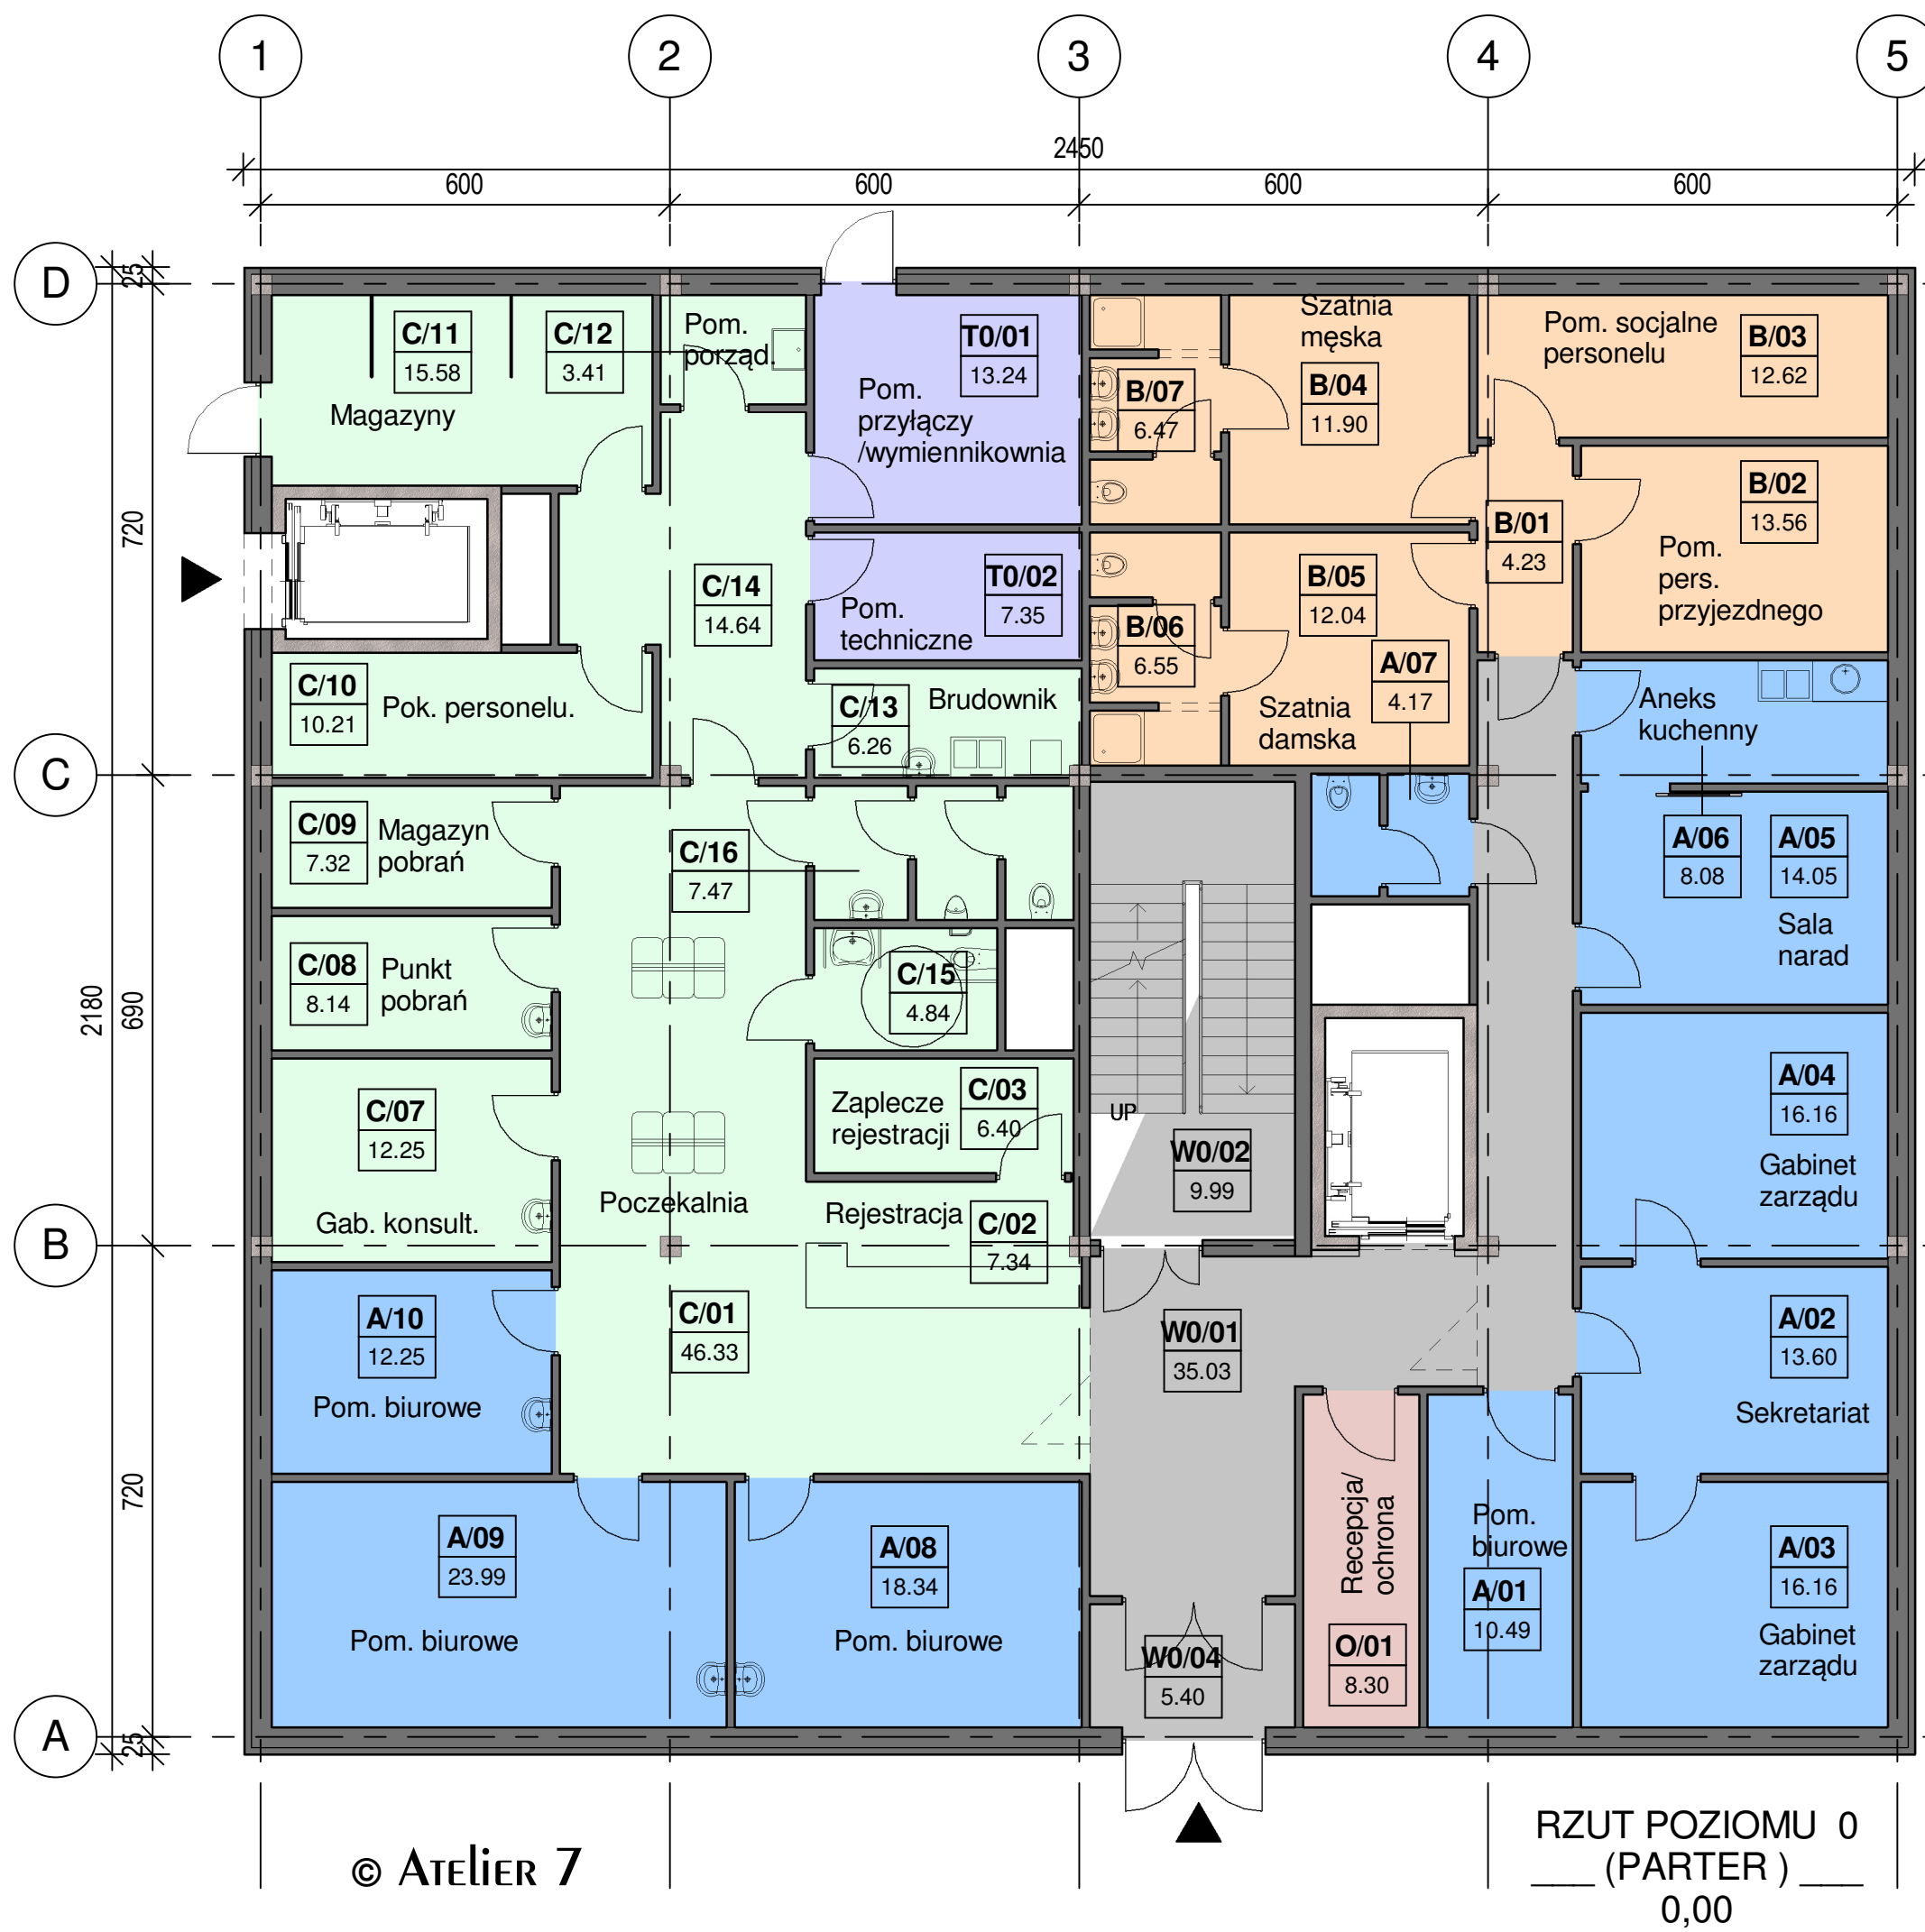 1
2
3
4
5
2450
600
600
600
600
D
C
B
A
25
720
690
2180
720
25
C/11
15.58
Magazyny
C/12
3.41
Pom.
porząd.
T0/01
13.24
Pom.
przyłączy
/wymiennikownia
Szatnia
męska
B/07
6.47
B/04
11.90
Pom. socjalne
personelu
B/03
12.62
B/02
13.56
Pom.
pers.
przyjezdnego
B/01
4.23
C/14
14.64
T0/02
7.35
Pom.
techniczne
B/05
12.04
B/06
6.55
A/07
4.17
Szatnia
damska
C/10
10.21
Pok. personelu.
C/13
6.26
Brudownik
Aneks
kuchenny
C/09
7.32
Magazyn
pobrań
C/16
7.47
A/06
8.08
A/05
14.05
Sala
narad
C/08
8.14
Punkt
pobrań
C/15
4.84
C/07
12.25
Gab. konsult.
Poczekalnia
Zaplecze
rejestracji
C/03
6.40
UP
W0/02
9.99
A/04
16.16
Gabinet
zarządu
Rejestracja
C/02
7.34
A/10
12.25
Pom. biurowe
C/01
46.33
W0/01
35.03
A/02
13.60
Sekretariat
A/09
23.99
Pom. biurowe
A/08
18.34
Pom. biurowe
W0/04
5.40
Recepcja/
ochrona
O/01
8.30
Pom.
biurowe
A/01
10.49
A/03
16.16
Gabinet
zarządu
© Atelier 7
RZUT POZIOMU 0
___ (PARTER ) ___
0,00